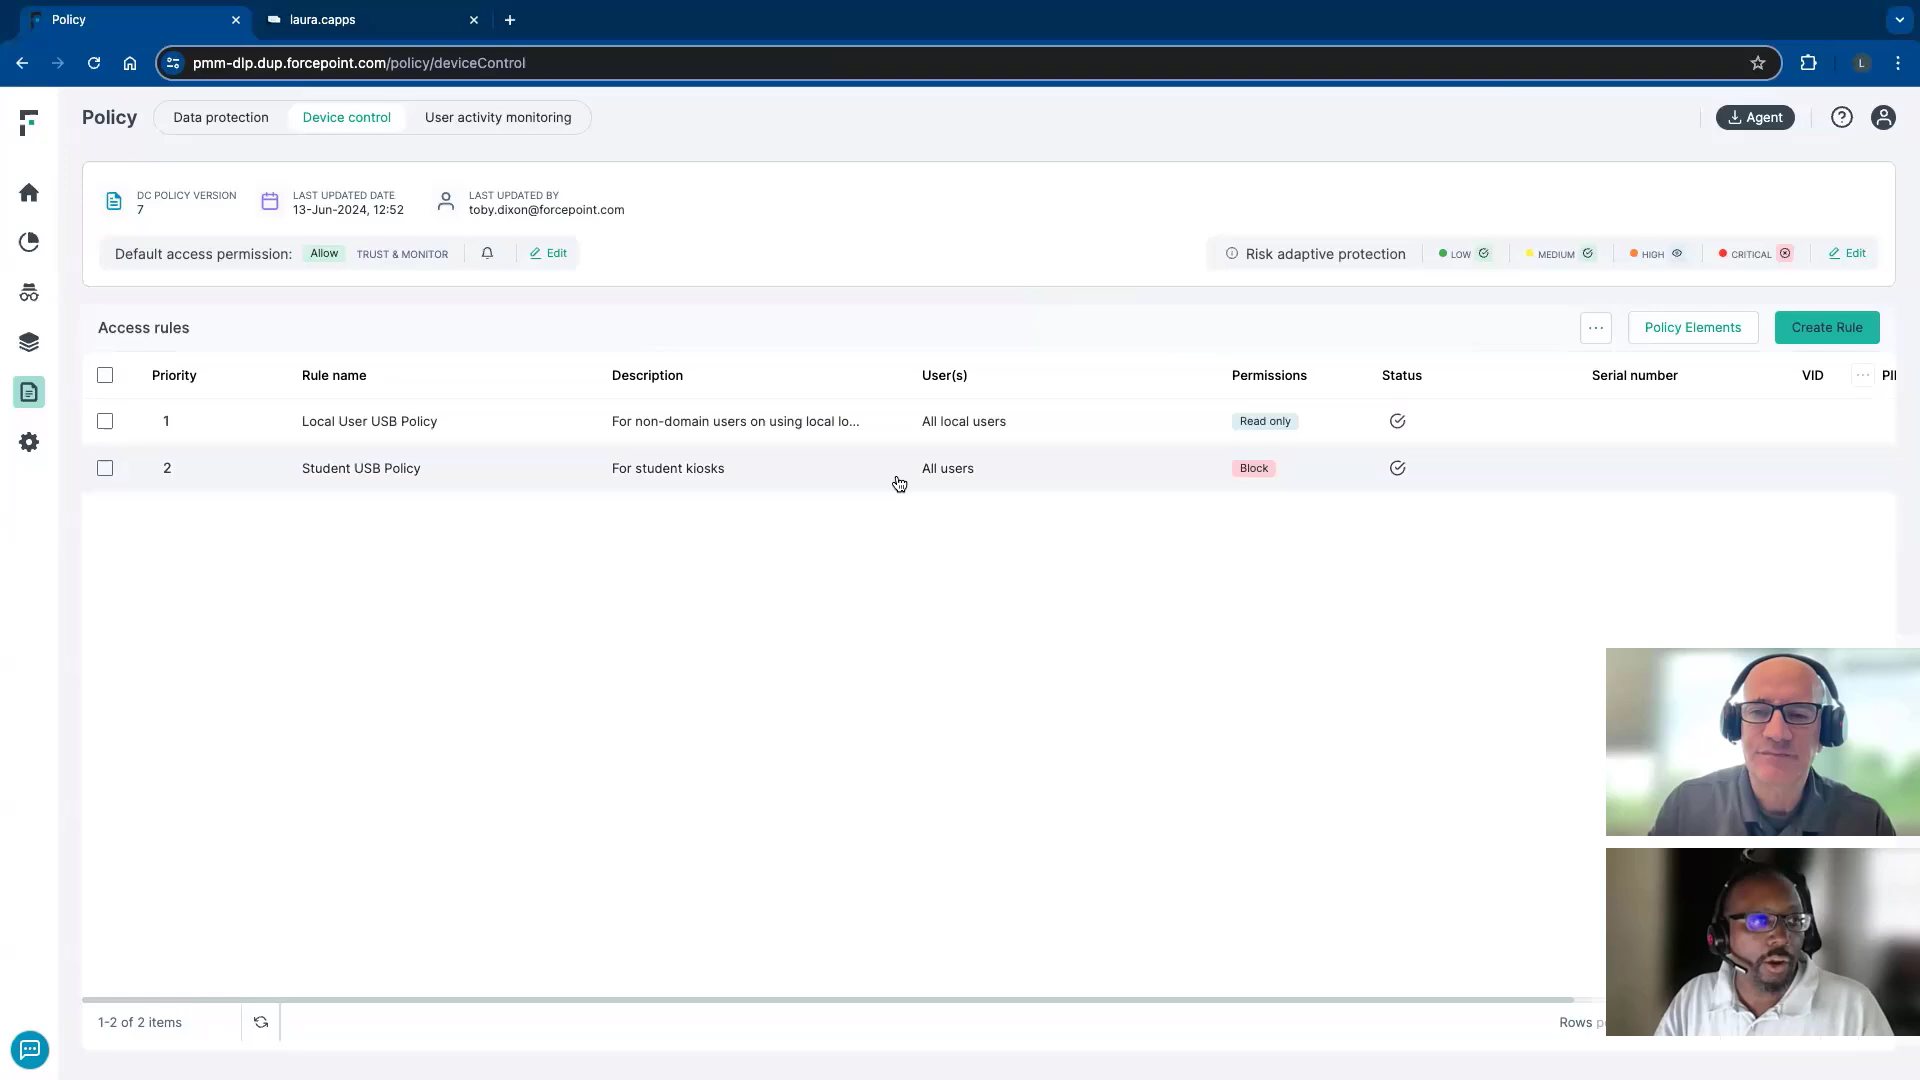 Policy
laura.capps
pmm-dlp.dup.forcepoint.com/policy/deviceControl
L
Policy
Data protection
Device control
User activity monitoring
Agent
DC POLICY VERSION
7
LAST UPDATED DATE
13-Jun-2024, 12:52
LAST UPDATED BY
toby.dixon@forcepoint.com
Default access permission:
Allow
TRUST & MONITOR
Edit
Risk adaptive protection
LOW
MEDIUM
HIGH
CRITICAL
Edit
Access rules
...
Policy Elements
Create Rule
Priority
Rule name
Description
User(s)
Permissions
Status
Serial number
VID
...
PI
1
Local User USB Policy
For non-domain users on using local lo...
All local users
Read only
2
Student USB Policy
For student kiosks
All users
Block
1-2 of 2 items
Rows